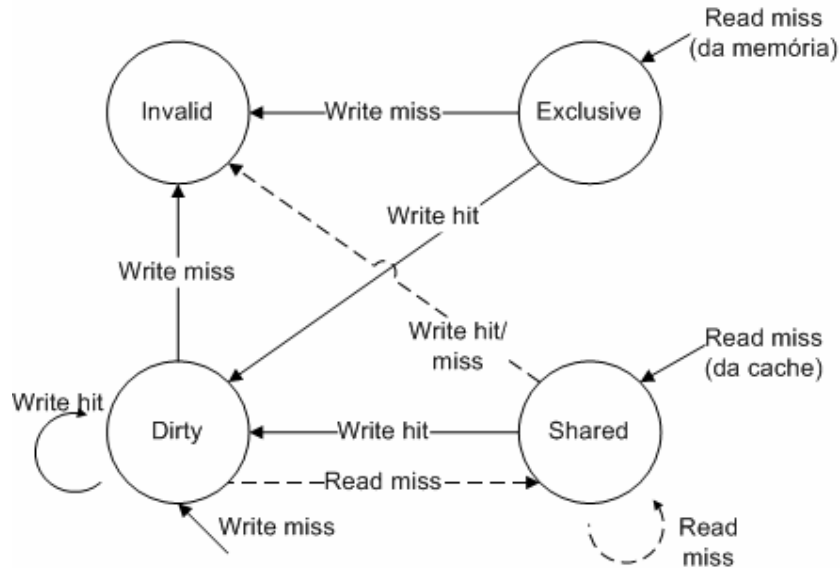 Read miss
(da memória)
Invalid
Write miss
Exclusive
Write hit
Write miss
Write hit/
miss
Read miss
(da cache)
Write hit
Dirty
Write hit
Shared
Read miss
Write miss
Read
miss